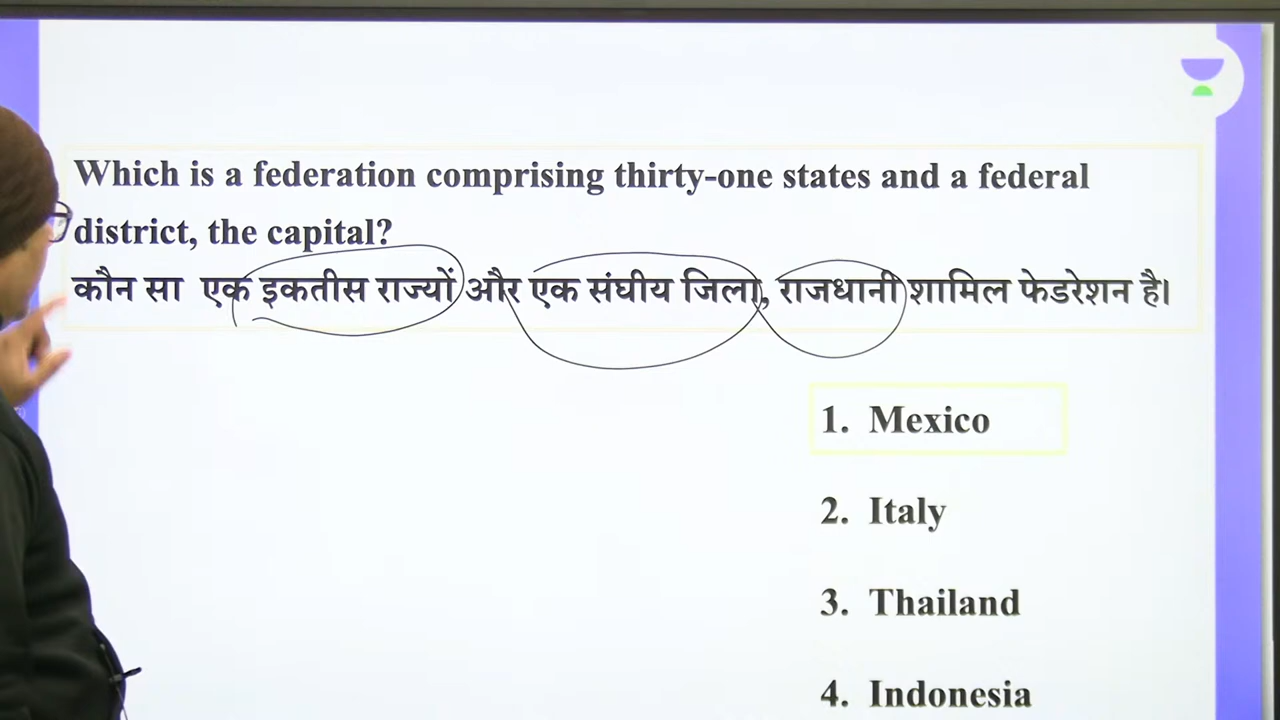 Which is a federation comprising thirty-one states and a federal
district, the capital?
कौन सा एक इकतीस राज्यों और एक संघीय जिला, राजधानी शामिल फेडरेशन है।
1. Mexico
2. Italy
3. Thailand
4. Indonesia